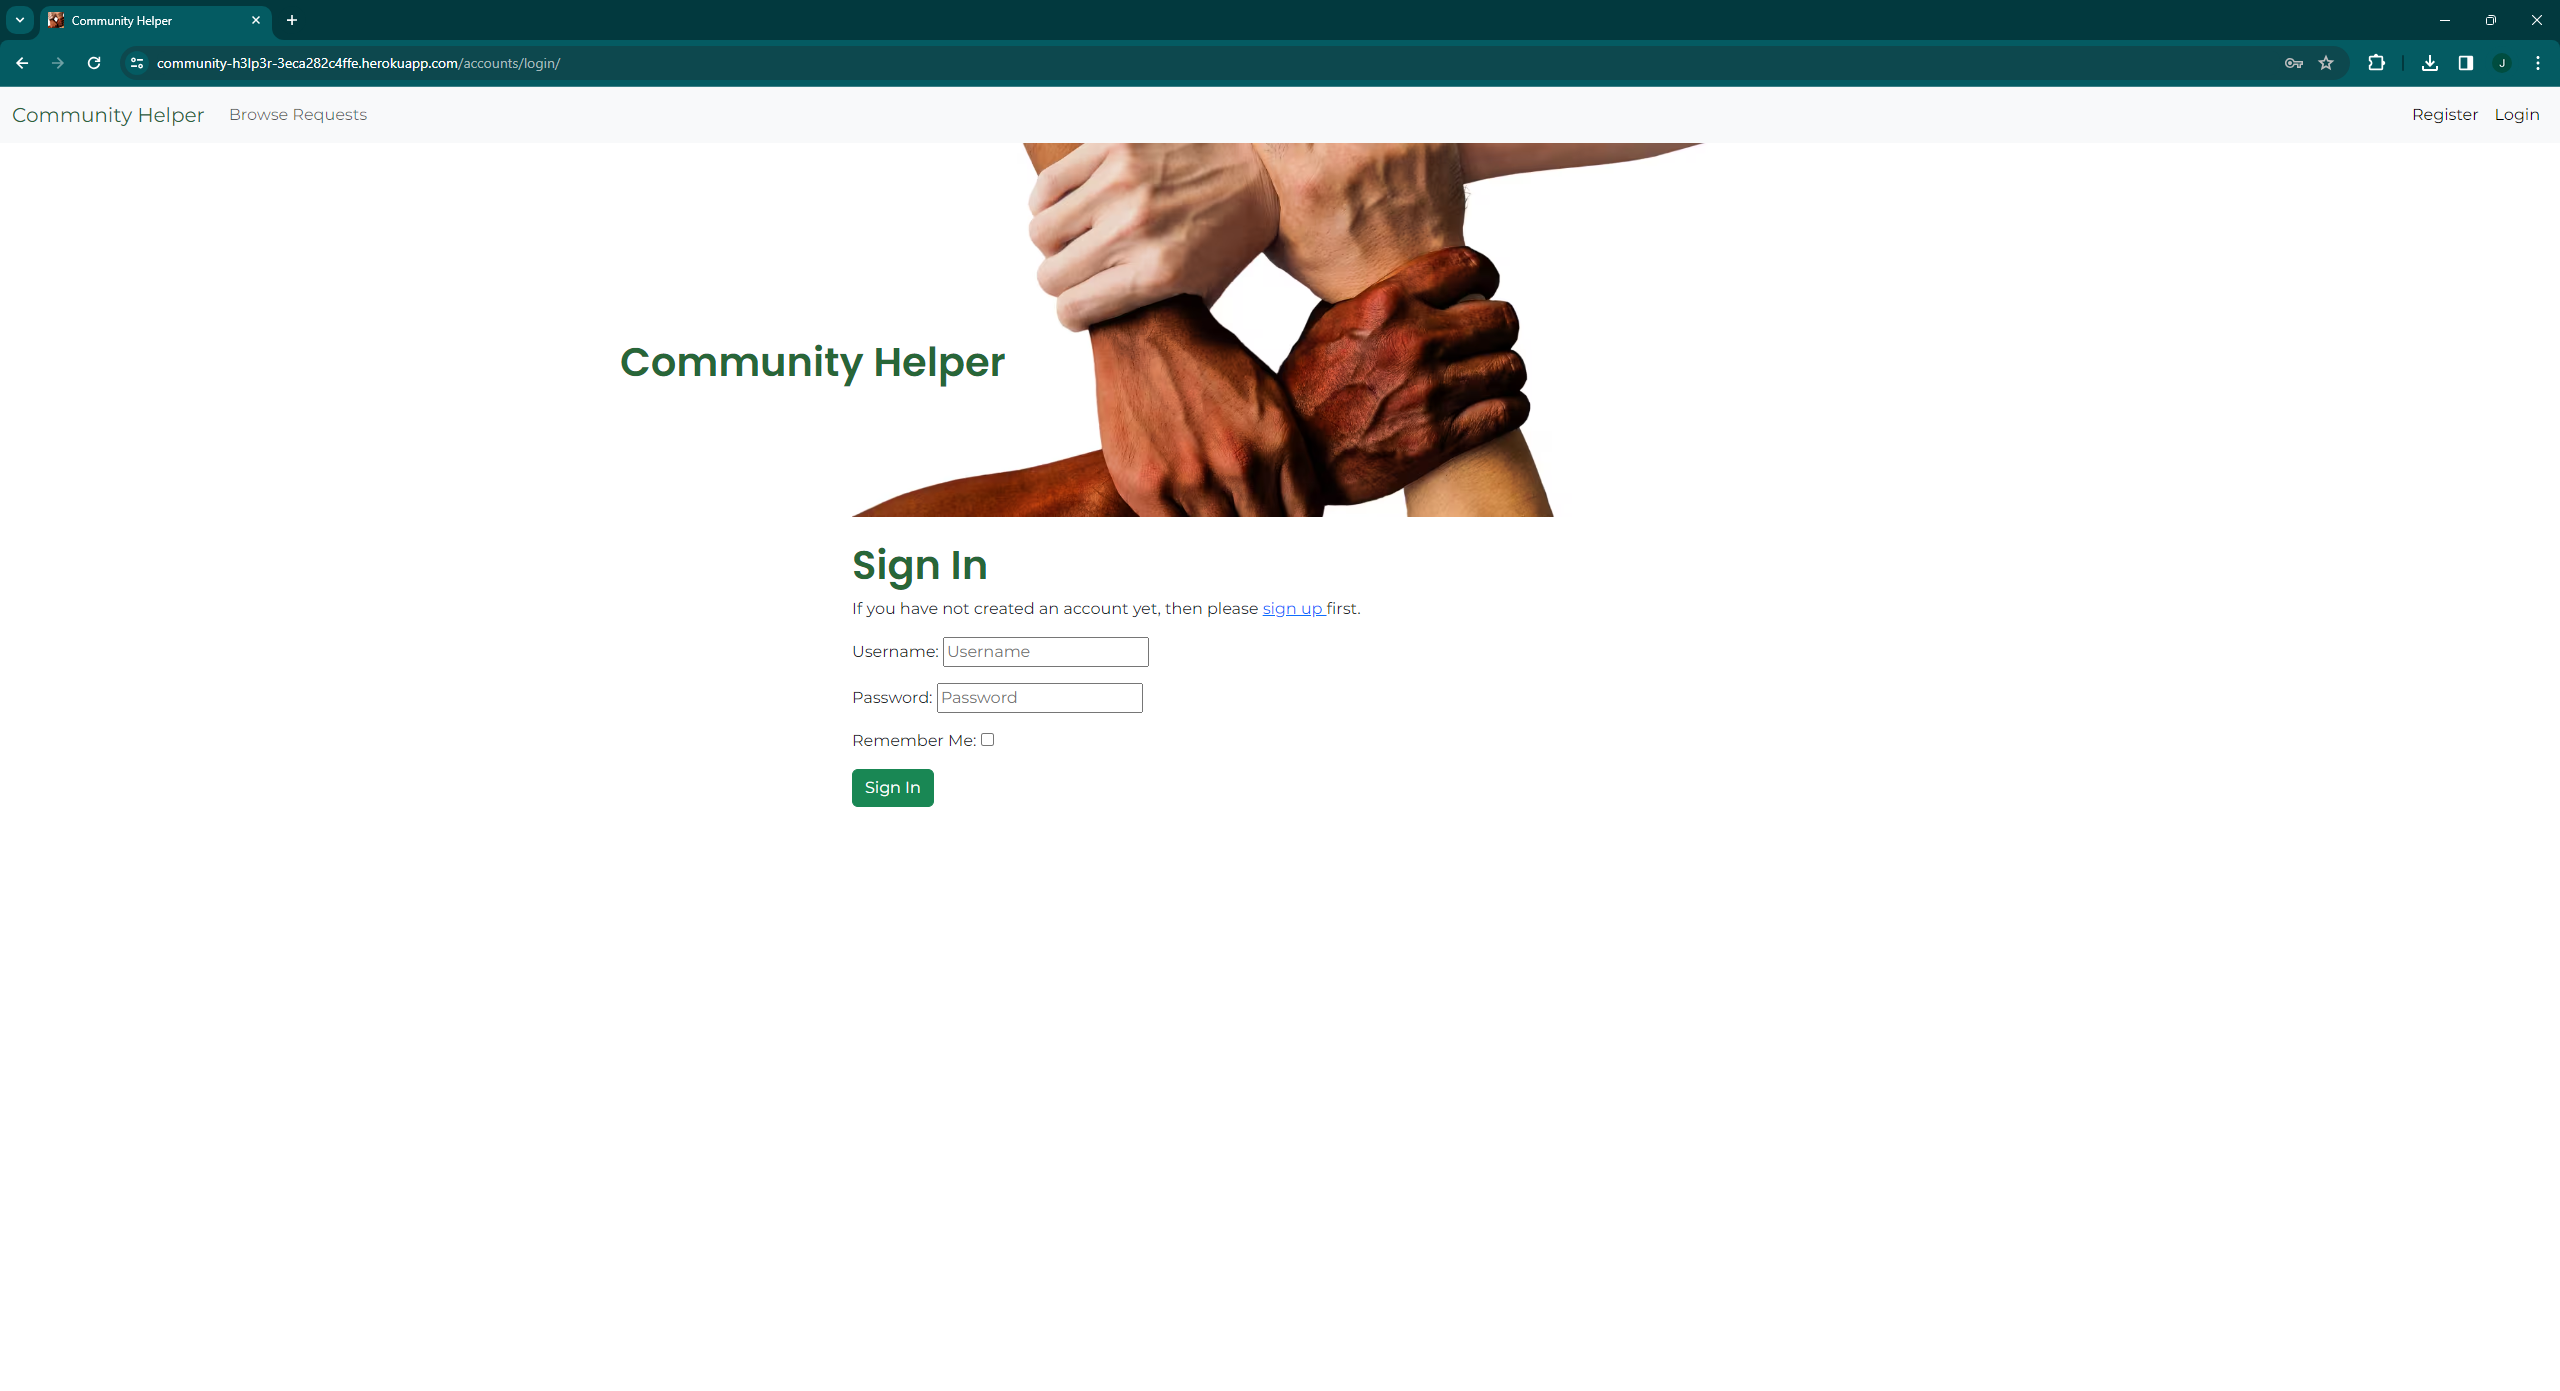 Community Helper
community-h3lp3r-3eca282c4ffe.herokuapp.com/accounts/login/
J
Community Helper Browse Requests Register Login
Community Helper
Sign In
If you have not created an account yet, then please sign up first.
Username: Username
Password: Password
Remember Me:
Sign In